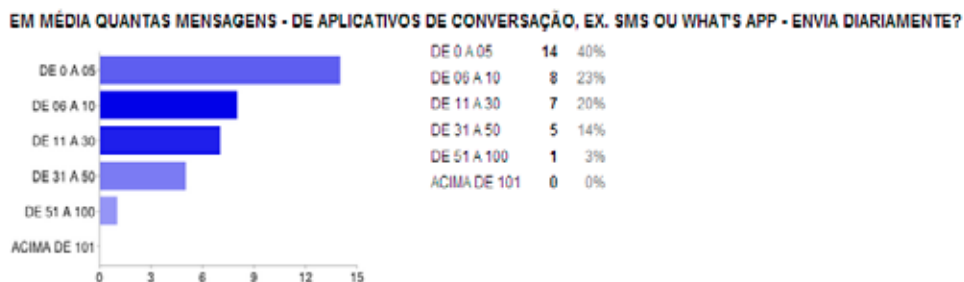 EM MÉDIA QUANTAS MENSAGENS - DE APLICATIVOS DE CONVERSAÇÃO, EX. SMS OU WHAT'S APP - ENVIA DIARIAMENTE?
DE 0 A 05
DE 06 A 10
DE 11 A 30
DE 31 A 50
DE 51 A 100
ACIMA DE 101
0 3 6 9 12 15
DE 0 A 05 14 40%
DE 06 A 10 8 23%
DE 11 A 30 7 20%
DE 31 A 50 5 14%
DE 51 A 100 1 3%
ACIMA DE 101 0 0%